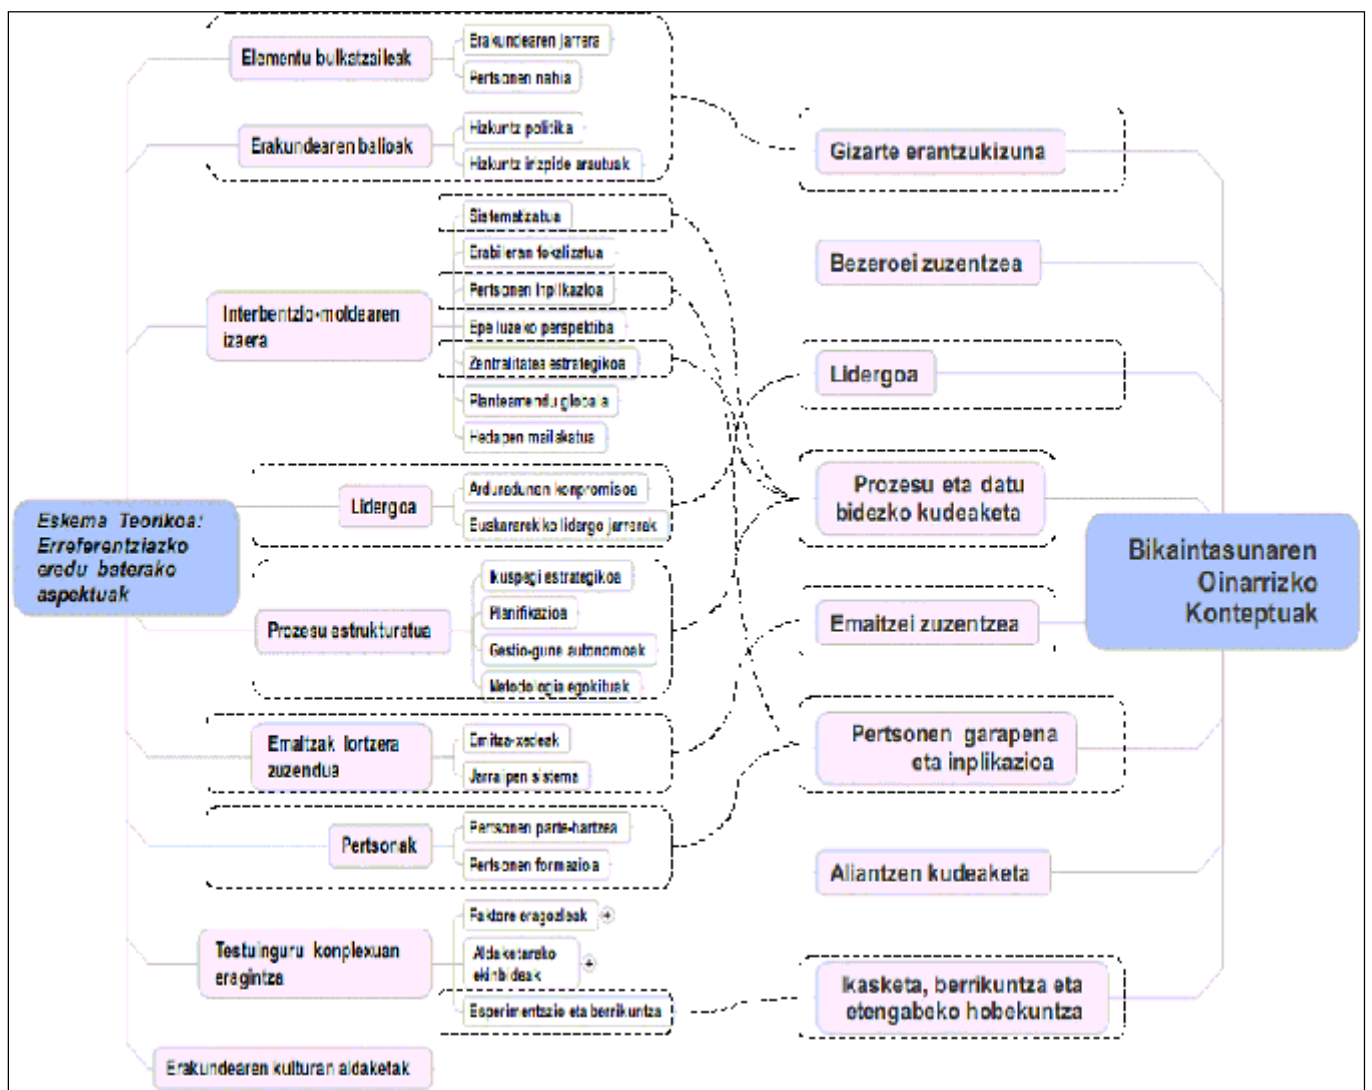 Elementu bulkatzaileak
Erakundearen jarrera
Pertsonen nahia
Erakundearen balioak
Hizkuntz politika
Hizkuntz irizpide arautuak
Interbentzio-moldearen
izaera
Sistematizatua
Erabileran fokalizatua
Pertsonen inplikazioa
Epe luzeko perspektiba
Zentralitatea estrategikoa
Planteamendu globala
Hedapen mailakatua
Lidergoa
Arduradunen konpromisoa
Euskararekiko lidergo jarrerak
Eskema Teorikoa:
Erreferentziazko
eredu baterako
aspektuak
Prozesu estrukturatua
Ikuspegi estrategikoa
Planifikazioa
Gestio-gune autonomoak
Metodologia egokituak
Emaitzak lortzera
zuzendua
Emitza-xedeak
Jarraipen sistema
Pertsonak
Pertsonen parte-hartzea
Pertsonen formazioa
Testuinguru konplexuan
eragintza
Faktore eragozleak
Aldaketarako
ekinbideak
Esperimentazio eta berrikuntza
Erakundearen kulturan aldaketak
Gizarte erantzukizuna
Bezeroei zuzentzea
Lidergoa
Prozesu eta datu
bidezko kudeaketa
Emaitzei zuzentzea
Pertsonen garapena
eta inplikazioa
Aliantzen kudeaketa
Ikasketa, berrikuntza eta
etengabeko hobekuntza
Bikaintasunaren
Oinarrizko
Konteptuak